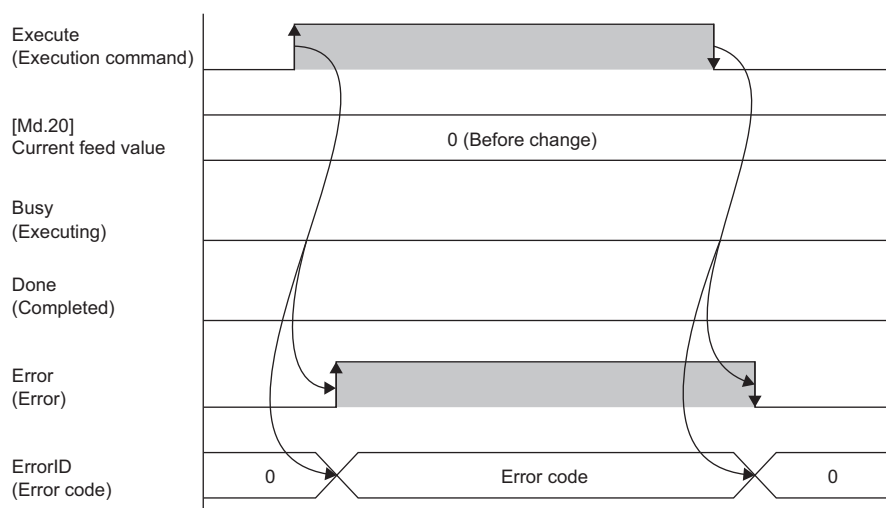 Execute
(Execution command)
[Md.20]
Current feed value
0 (Before change)
Busy
(Executing)
Done
(Completed)
Error
(Error)
ErrorID
(Error code)
0
Error code
0